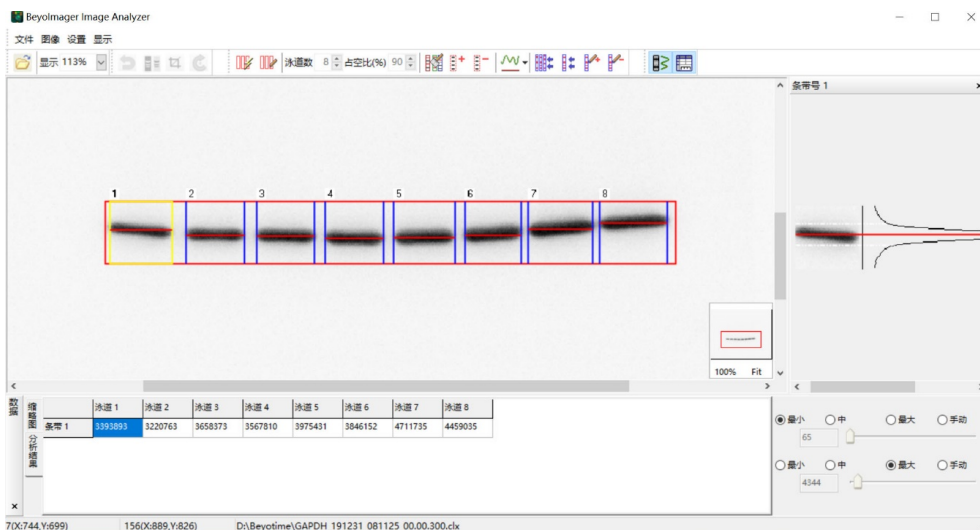 BeyoImager Image Analyzer
文件 图像 设置 显示
显示 113% 泳道数 8 占空比(%) 90
条带号 1
1 2 3 4 5 6 7 8
100% Fit
数据
缩略图
分析结果
泳道 1 泳道 2 泳道 3 泳道 4 泳道 5 泳道 6 泳道 7 泳道 8
条带 1 3393893 3220763 3658373 3567810 3975431 3846152 4711735 4459035
最小 中 最大 手动
65
最小 中 最大 手动
4344
7(X:744,Y:699) 156(X:889,Y:826) D:\Beyotime\GAPDH_191231_081125_00.00.300.clx